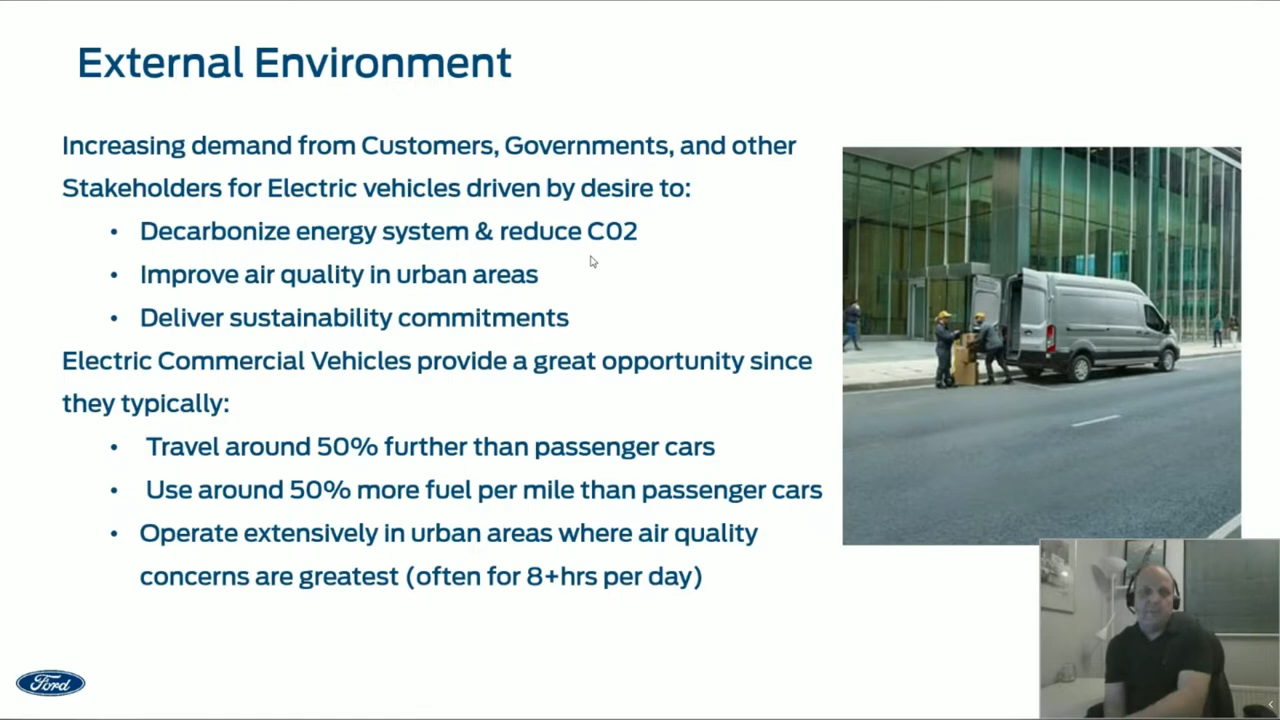 External Environment
Increasing demand from Customers, Governments, and other
Stakeholders for Electric vehicles driven by desire to:
• Decarbonize energy system & reduce C02
• Improve air quality in urban areas
• Deliver sustainability commitments
Electric Commercial Vehicles provide a great opportunity since
they typically:
• Travel around 50% further than passenger cars
• Use around 50% more fuel per mile than passenger cars
• Operate extensively in urban areas where air quality
concerns are greatest (often for 8+hrs per day)
Ford